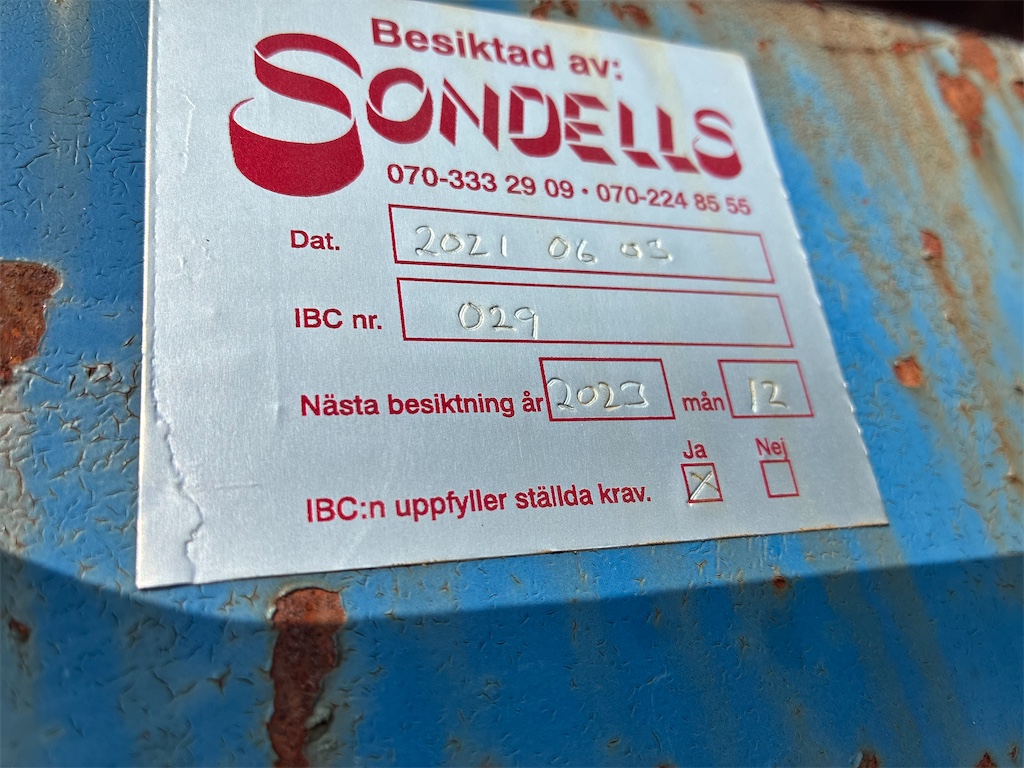 Besiktad av:
SONDELLS
070-333 29 09 • 070-224 85 55
Dat. 2021 06 03
IBC nr. 029
Nästa besiktning år 2023 mån 12
Ja Nej
IBC:n uppfyller ställda krav. X